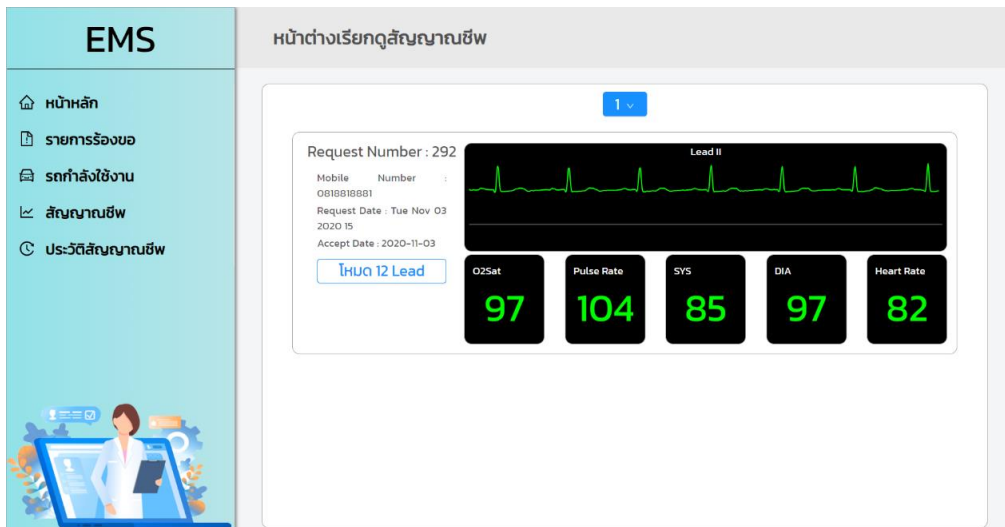 EMS
หน้าต่างเรียกดูสัญญาณชีพ
หน้าหลัก
รายการร้องขอ
รถกำลังใช้งาน
สัญญาณชีพ
ประวัติสัญญาณชีพ
1
Request Number : 292
Mobile Number :
0818818881
Request Date : Tue Nov 03
2020 15
Accept Date : 2020-11-03
โหมด 12 Lead
Lead II
O2Sat
97
Pulse Rate
104
SYS
85
DIA
97
Heart Rate
82